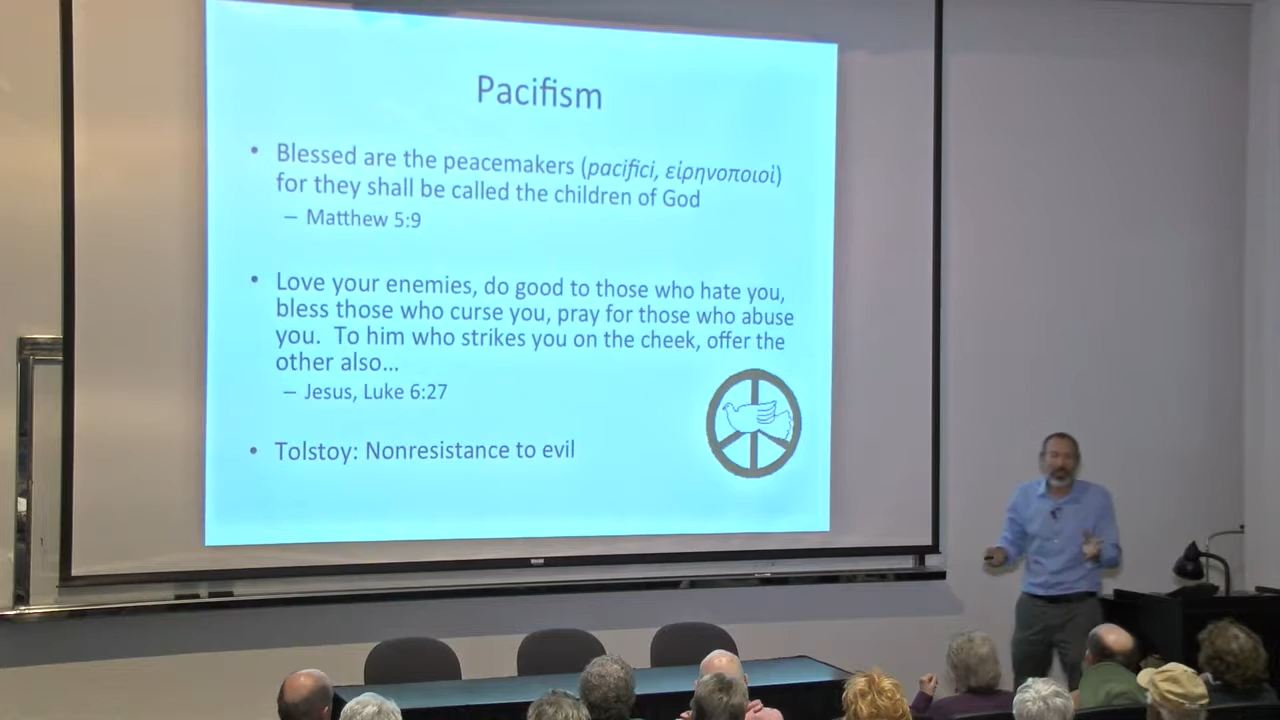 Pacifism
• Blessed are the peacemakers (pacifici, εἰρηνοποιοὶ)
for they shall be called the children of God
– Matthew 5:9
• Love your enemies, do good to those who hate you,
bless those who curse you, pray for those who abuse
you. To him who strikes you on the cheek, offer the
other also...
– Jesus, Luke 6:27
• Tolstoy: Nonresistance to evil